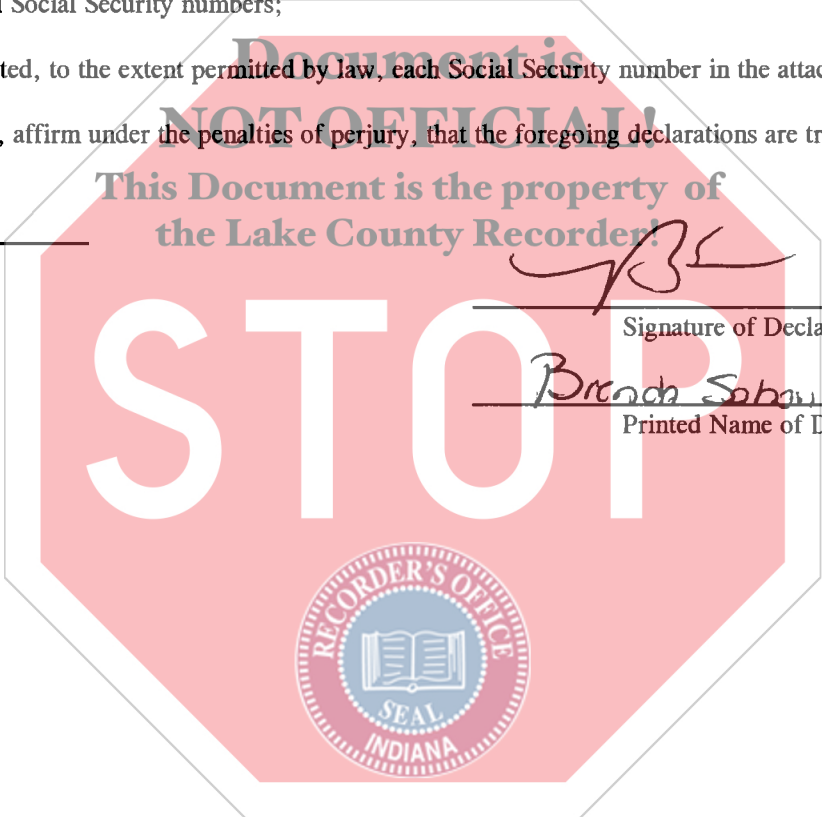 Social Security numbers;
Document is
ted, to the extent permitted by law, each Social Security number in the attac
NOT OFFICIAL!
, affirm under the penalties of perjury, that the foregoing declarations are tr
This Document is the property of
the Lake County Recorder!
Signature of Decla
Brenda
Printed Name of D
STOP
RECORDER'S OFFICE
SEAL
INDIANA